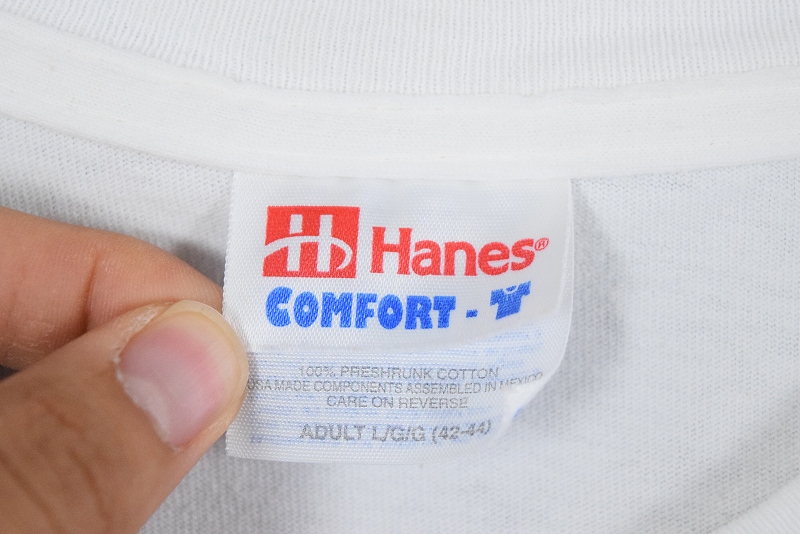 H Hanes®
COMFORT - T
100% PRESHRUNK COTTON
USA MADE COMPONENTS ASSEMBLED IN MEXICO
CARE ON REVERSE
ADULT L/G/G (42-44)